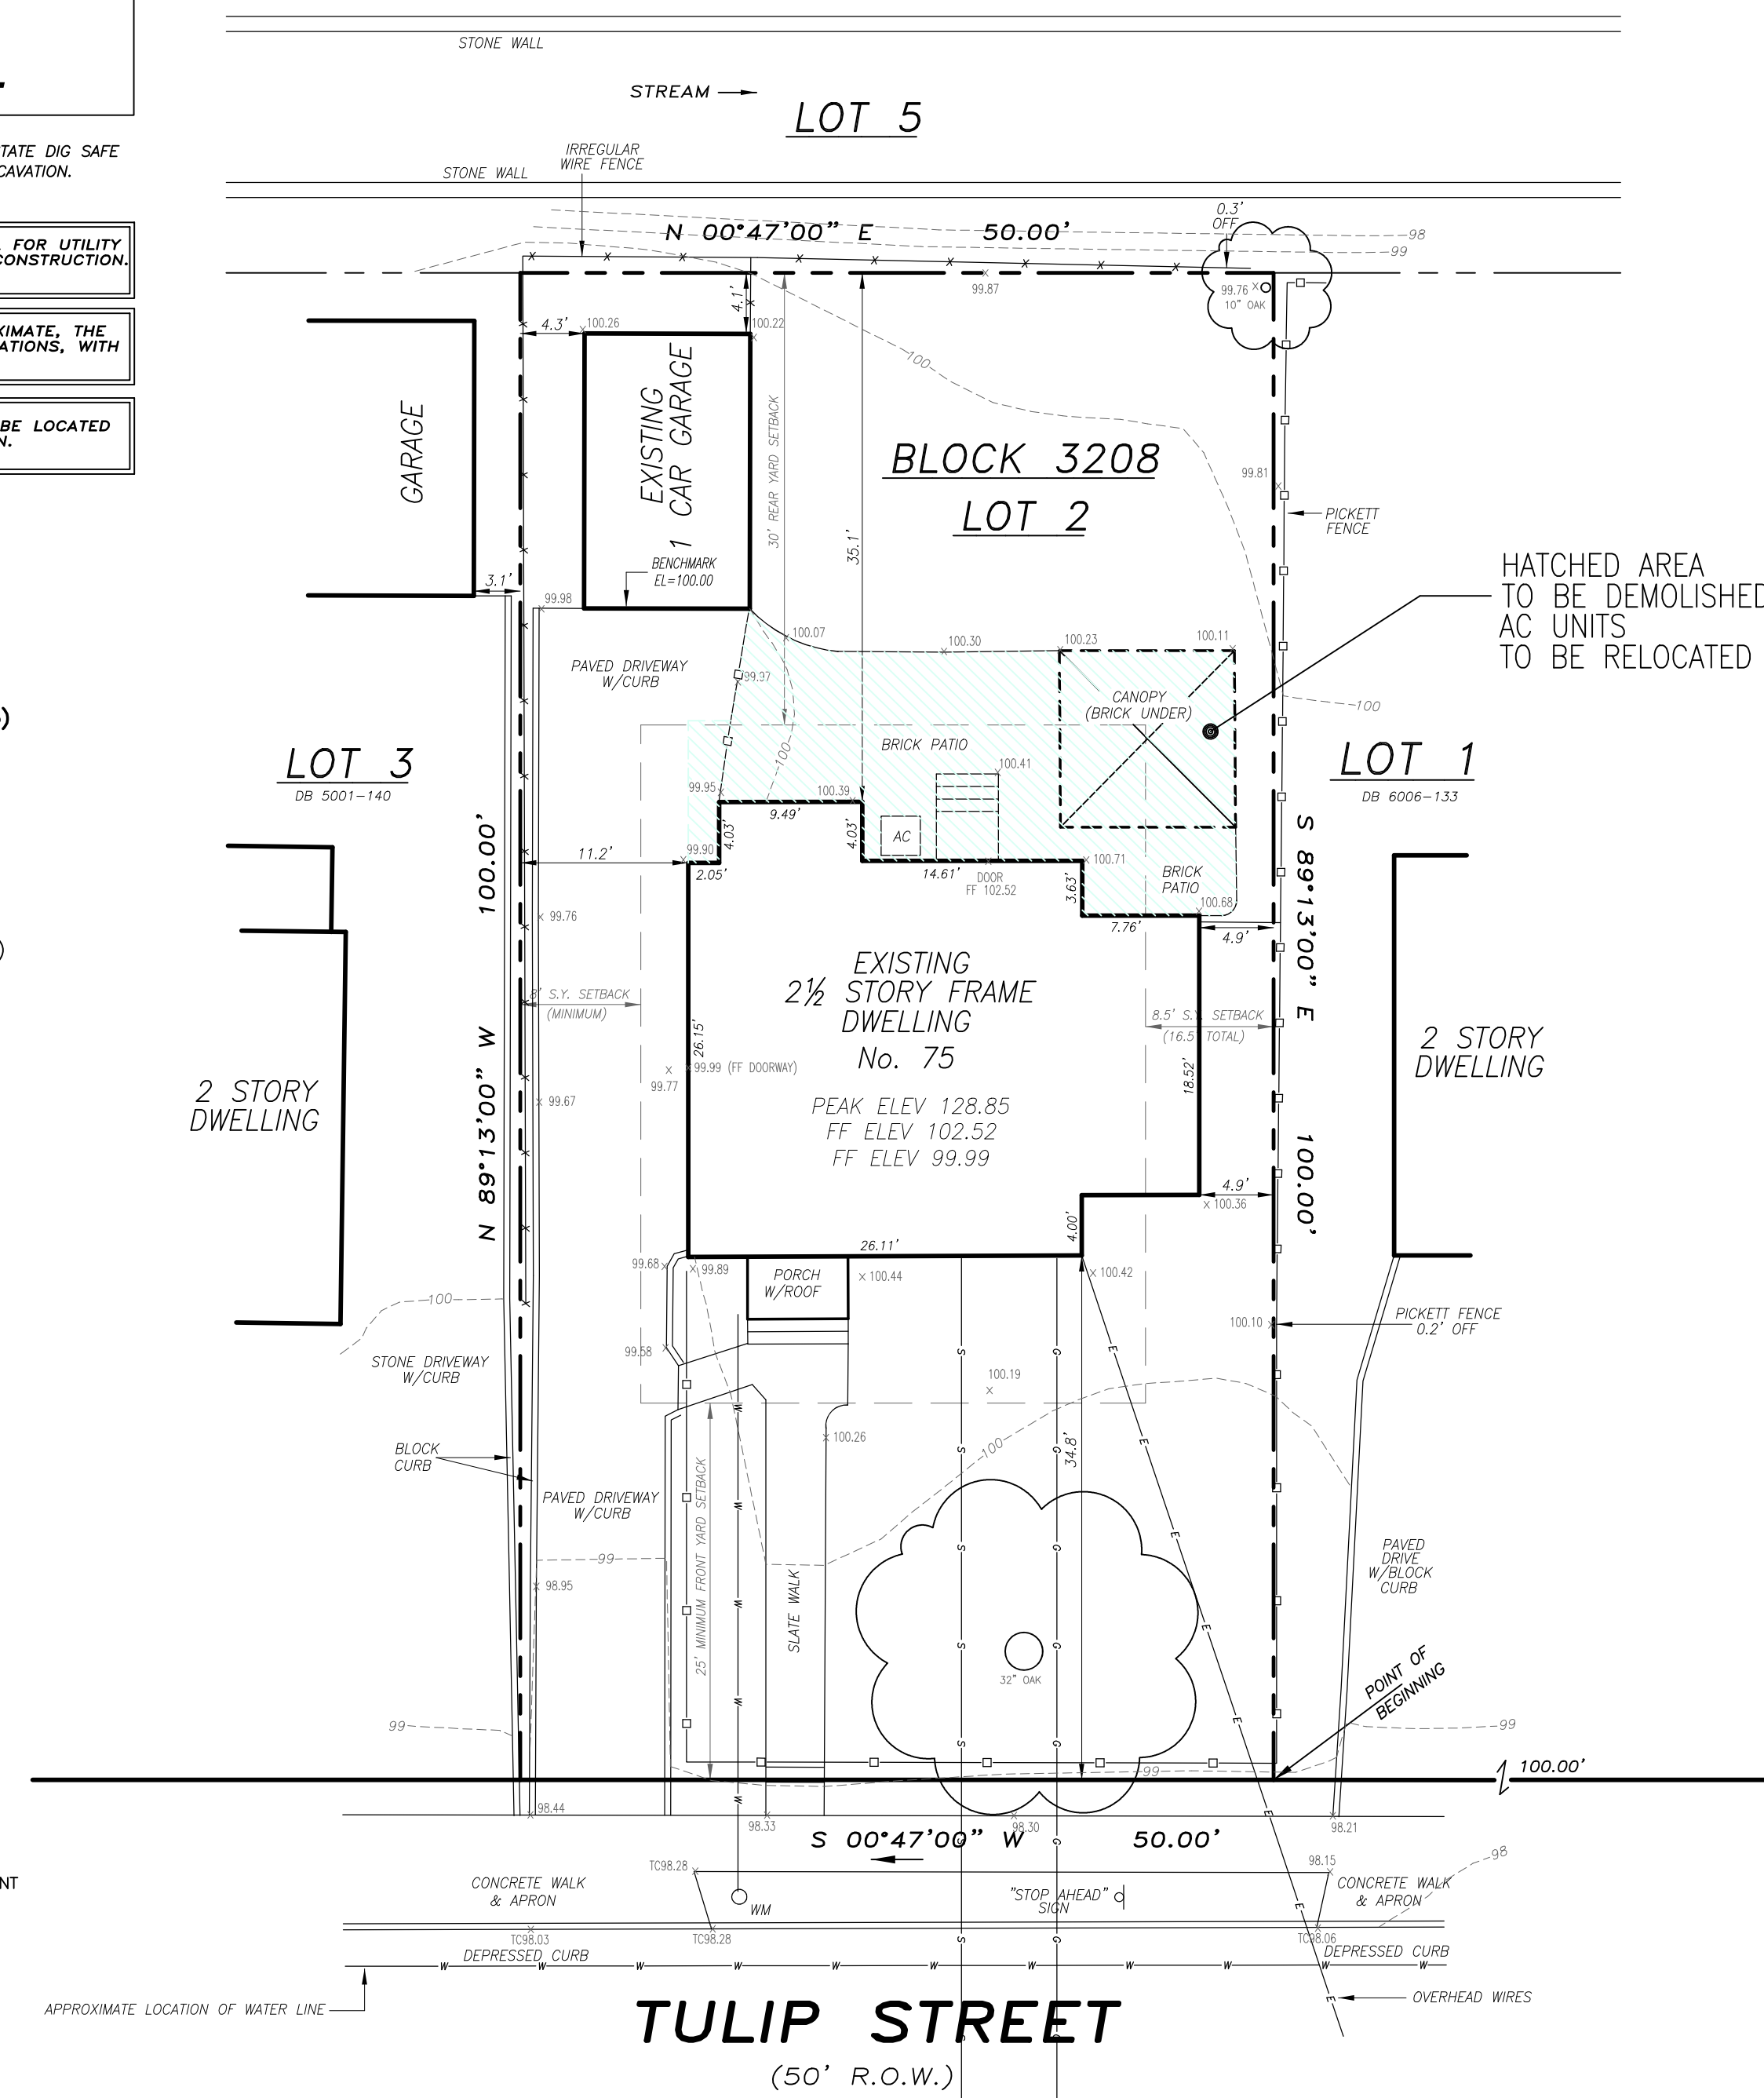 STONE WALL
STREAM
LOT 5
TATE DIG SAFE
CAVATION.
IRREGULAR
WIRE FENCE
STONE WALL
0.3'
OFF
FOR UTILITY
CONSTRUCTION.
N 00°47'00" E 50.00'
98
99
99.87
99.76
10" OAK
4.1'
4.3'
100.26
100.22
XIMATE, THE
ATIONS, WITH
100
BE LOCATED
N.
GARAGE
EXISTING
1 CAR GARAGE
30' REAR YARD SETBACK
35.1'
BLOCK 3208
LOT 2
99.81
PICKETT
FENCE
BENCHMARK
EL=100.00
3.1'
99.98
HATCHED AREA
TO BE DEMOLISHED
AC UNITS
TO BE RELOCATED
100.07
100.30
100.23
100.11
PAVED DRIVEWAY
W/CURB
99.97
CANOPY
(BRICK UNDER)
100
BRICK PATIO
100
100.41
LOT 3
DB 5001-140
LOT 1
DB 6006-133
99.95
100.39
9.49'
4.03'
4.03'
AC
99.90
11.2'
2.05'
14.61'
DOOR
FF 102.52
100.71
3.63'
BRICK
PATIO
100.68
7.76'
4.9'
99.76
N 89°13'00" W 100.00'
S 89°13'00" E 100.00'
EXISTING
2½ STORY FRAME
DWELLING
No. 75
PEAK ELEV 128.85
FF ELEV 102.52
FF ELEV 99.99
8' S.Y. SETBACK
(MINIMUM)
8.5' S.Y. SETBACK
(16.5' TOTAL)
26.15'
99.99 (FF DOORWAY)
99.77
18.52'
2 STORY
DWELLING
2 STORY
DWELLING
99.67
4.9'
100.36
4.00'
26.11'
99.68
99.89
PORCH
W/ROOF
100.44
100.42
100
100.10
PICKETT FENCE
0.2' OFF
99.58
STONE DRIVEWAY
W/CURB
100.19
100.26
100
34.8'
BLOCK
CURB
PAVED DRIVEWAY
W/CURB
25' MINIMUM FRONT YARD SETBACK
SLATE WALK
99
98.95
PAVED
DRIVE
W/BLOCK
CURB
32" OAK
POINT OF
BEGINNING
99
99
99
100.00'
98.44
98.33
98.30
98.21
S 00°47'00" W 50.00'
TC98.28
98.15
98
NT
CONCRETE WALK
& APRON
WM
"STOP AHEAD"
SIGN
CONCRETE WALK
& APRON
TC98.03
TC98.28
TC98.06
DEPRESSED CURB
DEPRESSED CURB
APPROXIMATE LOCATION OF WATER LINE
OVERHEAD WIRES
TULIP STREET
(50' R.O.W.)